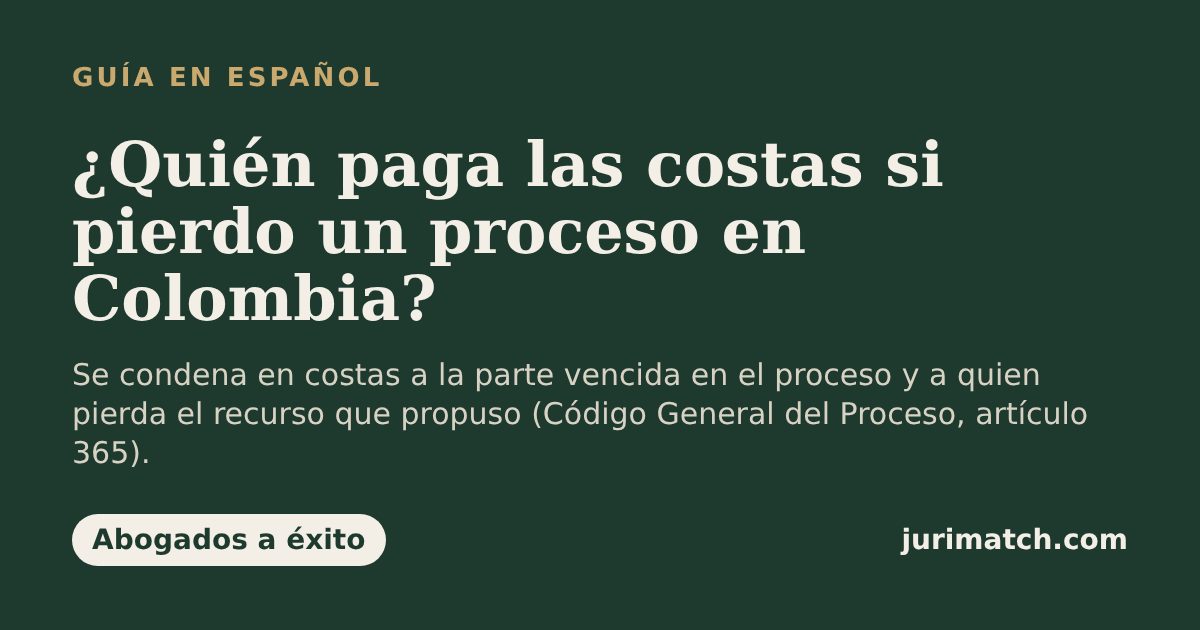 GUÍA EN ESPAÑOL
¿Quién paga las costas si
pierdo un proceso en
Colombia?
Se condena en costas a la parte vencida en el proceso y a quien
pierda el recurso que propuso (Código General del Proceso, artículo
365).
Abogados a éxito
jurimatch.com